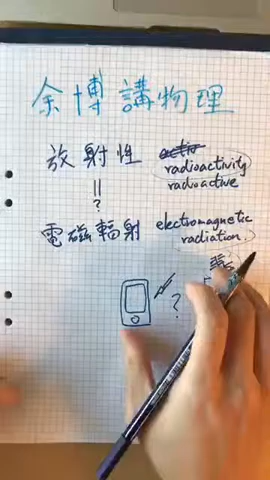 余博講物理
放射性 radioactivity
radioactive
=
?
電磁輻射 electromagnetic
radiation
?